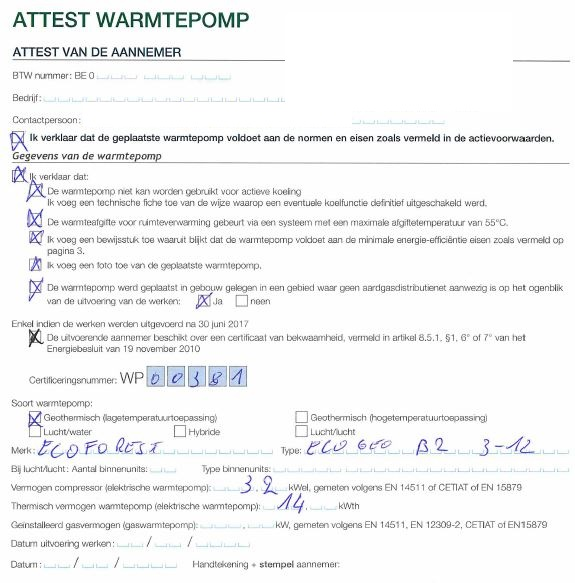 ATTEST WARMTEPOMP
ATTEST VAN DE AANNEMER
BTW nummer: BE 0
Bedrijf:
Contactpersoon:
Ik verklaar dat de geplaatste warmtepomp voldoet aan de normen en eisen zoals vermeld in de actievoorwaarden.
Gegevens van de warmtepomp
Ik verklaar dat:
De warmtepomp niet kan worden gebruikt voor actieve koeling
Ik voeg een technische fiche toe van de wijze waarop een eventuele koelfunctie definitief uitgeschakeld werd.
De warmteafgifte voor ruimteverwarming gebeurt via een systeem met een maximale afgiftetemperatuur van 55°C.
Ik voeg een bewijsstuk toe waaruit blijkt dat de warmtepomp voldoet aan de minimale energie-efficiëntie eisen zoals vermeld op
pagina 3.
Ik voeg een foto toe van de geplaatste warmtepomp.
De warmtepomp werd geplaatst in gebouw gelegen in een gebied waar geen aardgasdistributienet aanwezig is op het ogenblik
van de uitvoering van de werken: Ja neen
Enkel indien de werken werden uitgevoerd na 30 juni 2017
De uitvoerende aannemer beschikt over een certificaat van bekwaamheid, vermeld in artikel 8.5.1, §1, 6° of 7° van het
Energiebesluit van 19 november 2010
Certificeringsnummer: WP 00381
Soort warmtepomp:
Geothermisch (lagetemperatuurtoepassing) Geothermisch (hogetemperatuurtoepassing)
Lucht/water Hybride Lucht/lucht
Merk: ECOFOREST Type: ECO GEO B2 3-12
Bij lucht/lucht: Aantal binnenunits: Type binnenunits:
Vermogen compressor (elektrische warmtepomp): 3.2 kWel, gemeten volgens EN 14511 of CETIAT of EN 15879
Thermisch vermogen warmtepomp (elektrische warmtepomp): 14 kWth
Geïnstalleerd gasvermogen (gaswarmtepomp): kW, gemeten volgens EN 14511, EN 12309-2, CETIAT of EN15879
Datum uitvoering werken: / /
Datum: / / Handtekening + stempel aannemer: